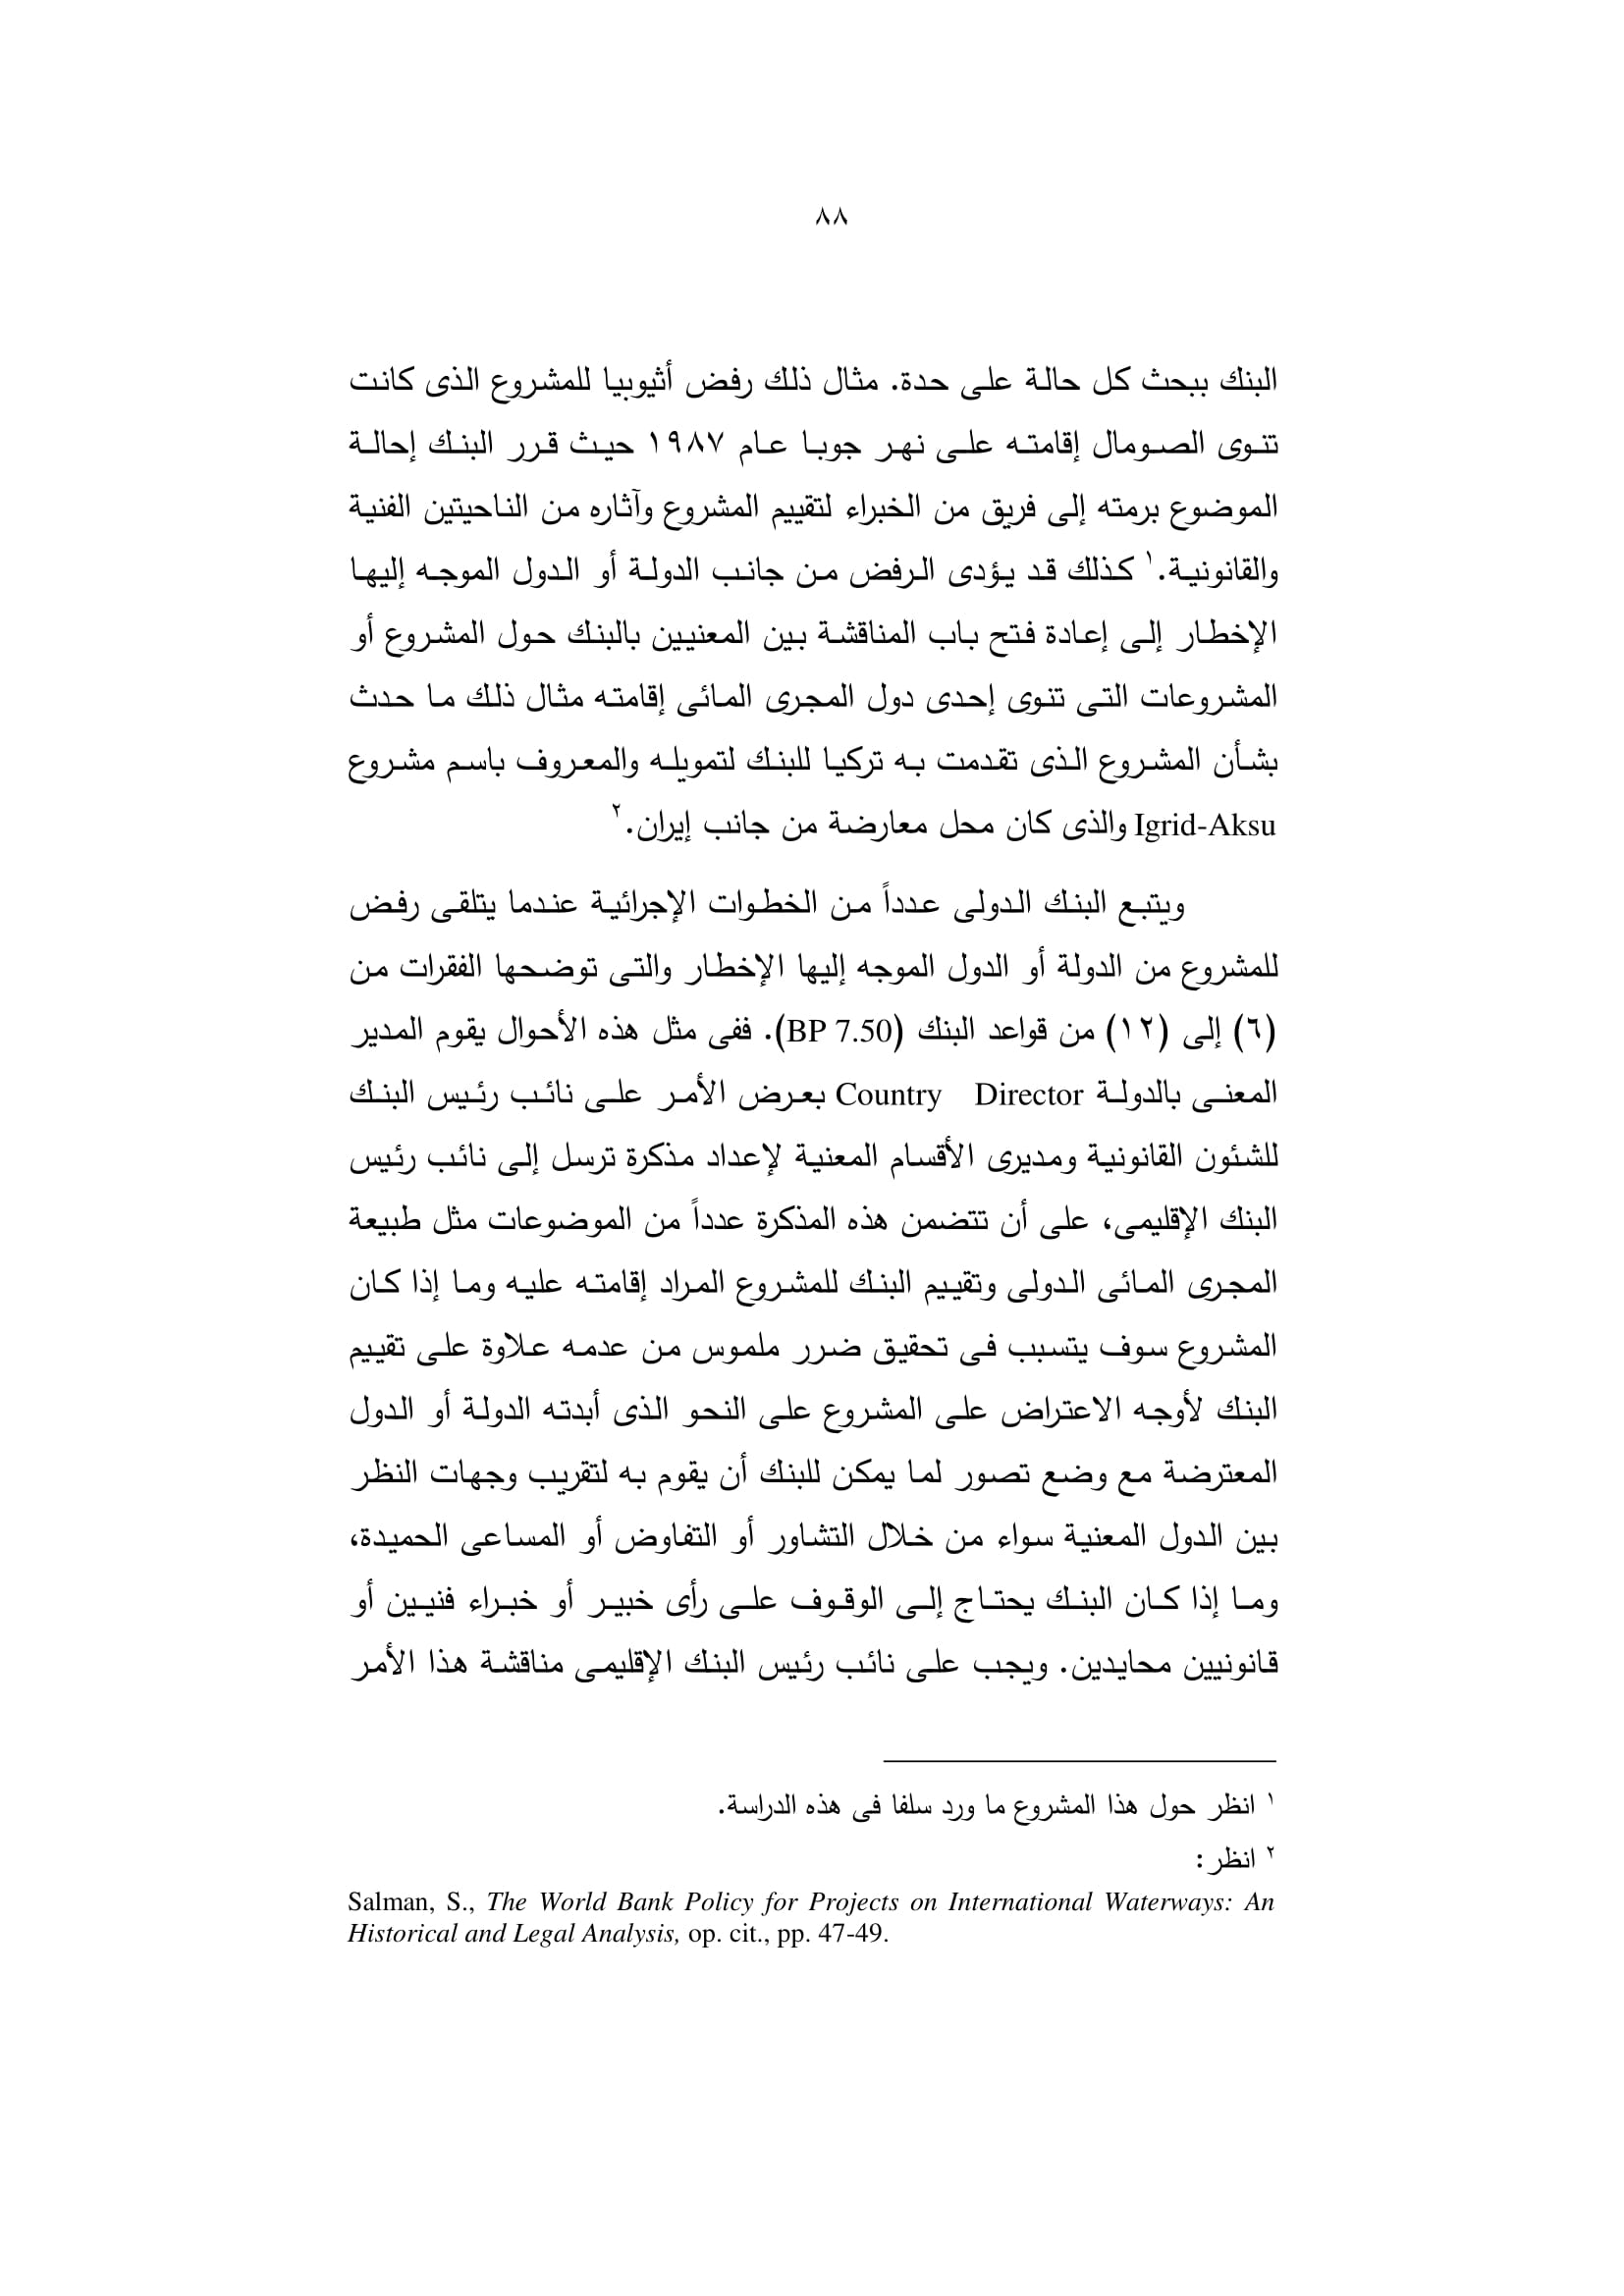 ٨٨
البنك ببحث كل حالة على حدة. مثال ذلك رفض أثيوبيا للمشروع الذى كانت
تنوى الصومال إقامته على نهر جوبا عام ١٩٨٧ حيث قرر البنك إحالة
الموضوع برمته إلى فريق من الخبراء لتقييم المشروع وآثاره من الناحيتين الفنية
والقانونية.١ كذلك قد يؤدى الرفض من جانب الدولة أو الدول الموجه إليها
الإخطار إلى إعادة فتح باب المناقشة بين المعنيين بالبنك حول المشروع أو
المشروعات التى تنوى إحدى دول المجرى المائى إقامته مثال ذلك ما حدث
بشأن المشروع الذى تقدمت به تركيا للبنك لتمويله والمعروف باسم مشروع
Igrid-Aksu والذى كان محل معارضة من جانب إيران.٢
ويتبع البنك الدولى عدداً من الخطوات الإجرائية عندما يتلقى رفض
للمشروع من الدولة أو الدول الموجه إليها الإخطار والتى توضحها الفقرات من
(٦) إلى (١٢) من قواعد البنك (BP 7.50). ففى مثل هذه الأحوال يقوم المدير
المعنى بالدولة Country Director بعرض الأمر على نائب رئيس البنك
للشئون القانونية ومديرى الأقسام المعنية لإعداد مذكرة ترسل إلى نائب رئيس
البنك الإقليمى، على أن تتضمن هذه المذكرة عدداً من الموضوعات مثل طبيعة
المجرى المائى الدولى وتقييم البنك للمشروع المراد إقامته عليه وما إذا كان
المشروع سوف يتسبب فى تحقيق ضرر ملموس من عدمه علاوة على تقييم
البنك لأوجه الاعتراض على المشروع على النحو الذى أبدته الدولة أو الدول
المعترضة مع وضع تصور لما يمكن للبنك أن يقوم به لتقريب وجهات النظر
بين الدول المعنية سواء من خلال التشاور أو التفاوض أو المساعى الحميدة،
وما إذا كان البنك يحتاج إلى الوقوف على رأى خبير أو خبراء فنيين أو
قانونيين محايدين. ويجب على نائب رئيس البنك الإقليمى مناقشة هذا الأمر
١ انظر حول هذا المشروع ما ورد سلفا فى هذه الدراسة.
٢ انظر:
Salman, S., The World Bank Policy for Projects on International Waterways: An
Historical and Legal Analysis, op. cit., pp. 47-49.